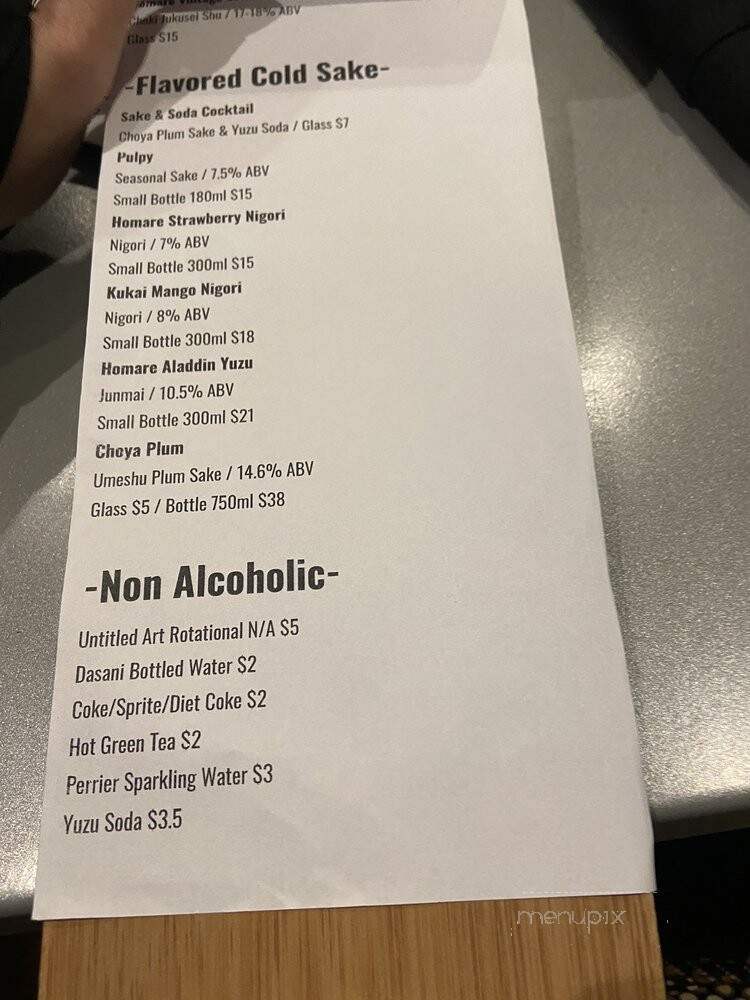 Jukusei Shu / 17-18% ABV
Glass $15
-Flavored Cold Sake-
Sake & Soda Cocktail
Choya Plum Sake & Yuzu Soda / Glass $7
Pulpy
Seasonal Sake / 7.5% ABV
Small Bottle 180ml $15
Homare Strawberry Nigori
Nigori / 7% ABV
Small Bottle 300ml $15
Kukai Mango Nigori
Nigori / 8% ABV
Small Bottle 300ml $18
Homare Aladdin Yuzu
Junmai / 10.5% ABV
Small Bottle 300ml $21
Choya Plum
Umeshu Plum Sake / 14.6% ABV
Glass $5 / Bottle 750ml $38
-Non Alcoholic-
Untitled Art Rotational N/A $5
Dasani Bottled Water $2
Coke/Sprite/Diet Coke $2
Hot Green Tea $2
Perrier Sparkling Water $3
Yuzu Soda $3.5
menupix